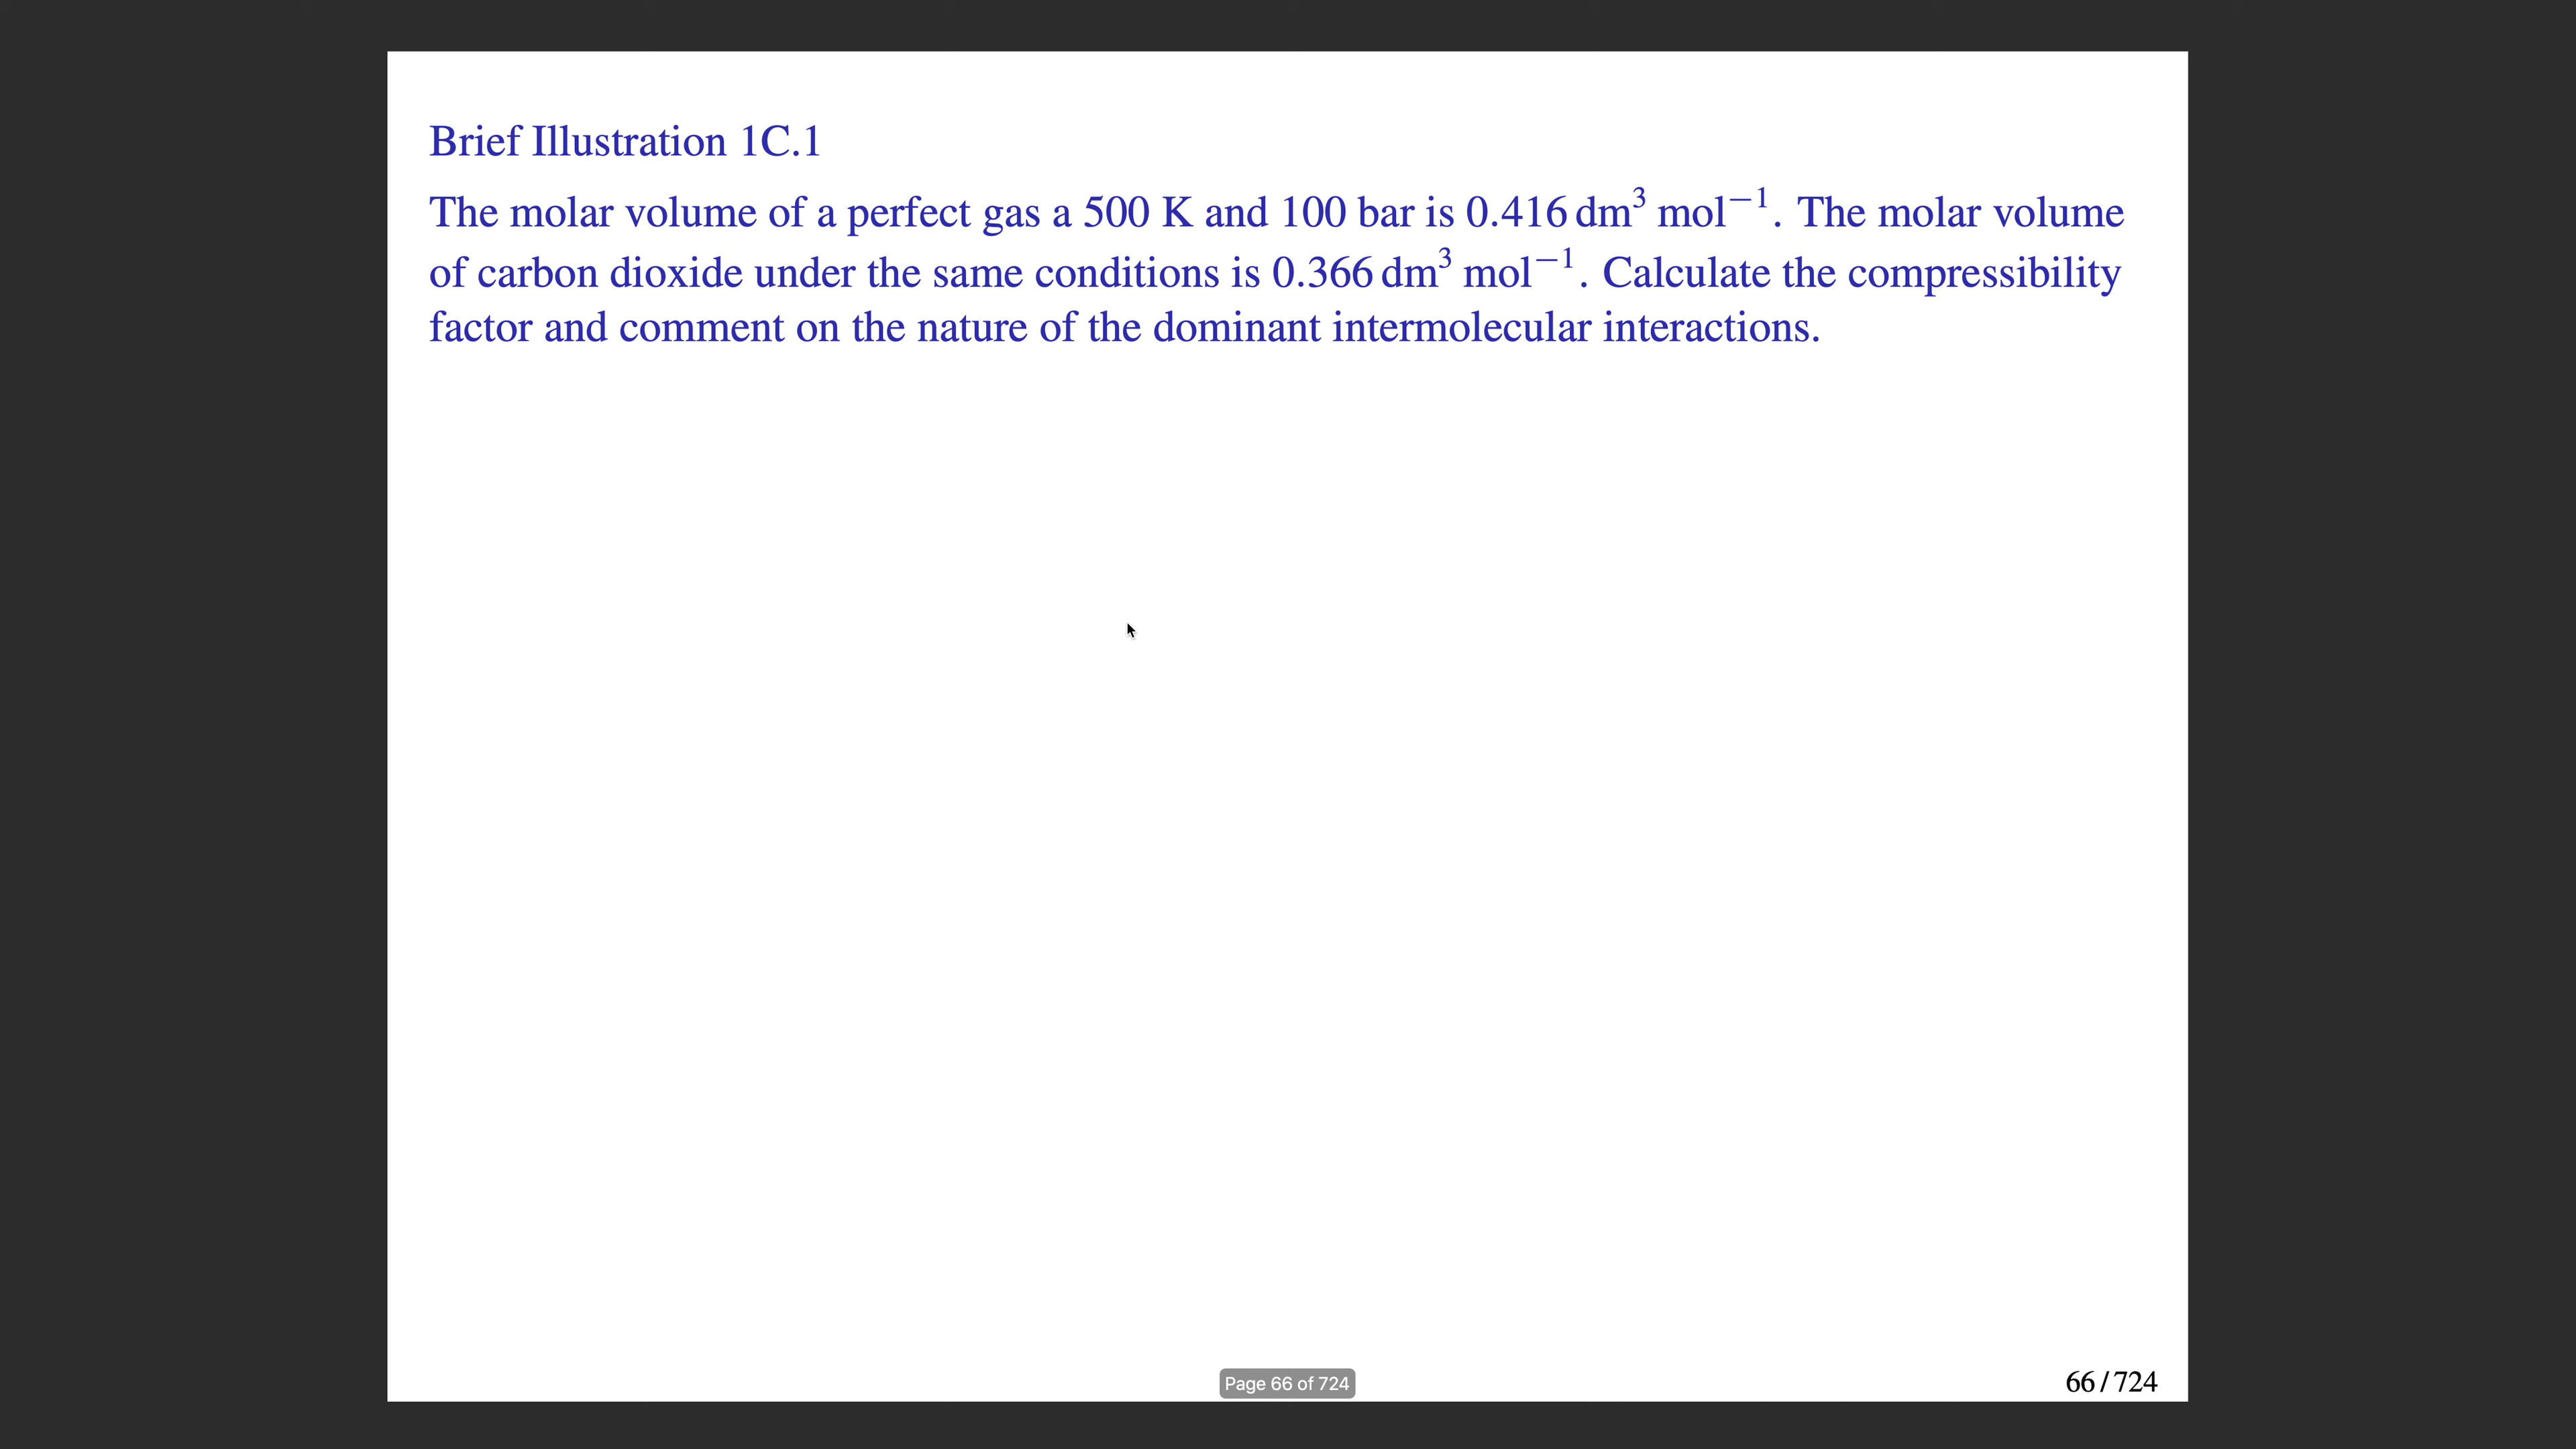 Brief Illustration 1C.1
The molar volume of a perfect gas a 500 K and 100 bar is 0.416 dm³ mol⁻¹. The molar volume
of carbon dioxide under the same conditions is 0.366 dm³ mol⁻¹. Calculate the compressibility
factor and comment on the nature of the dominant intermolecular interactions.
Page 66 of 724
66 / 724